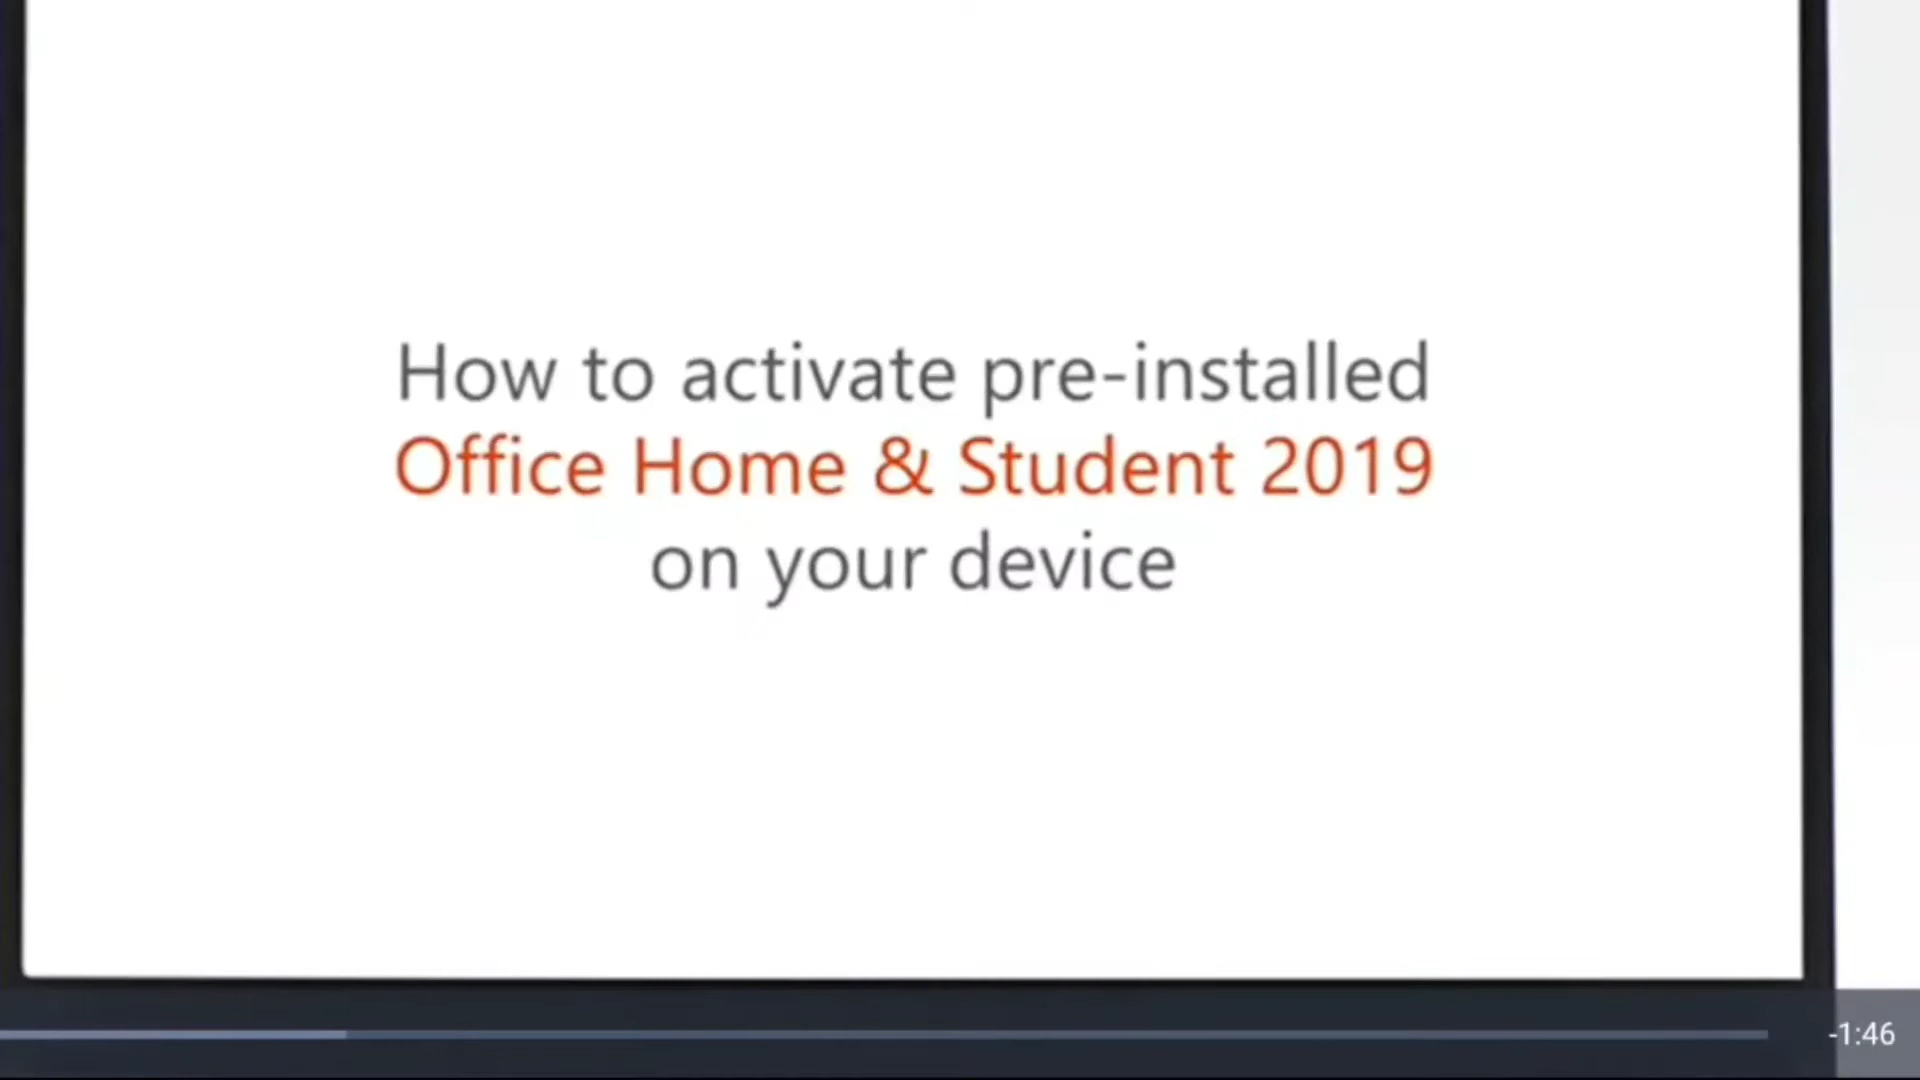 How to activate pre-installed
Office Home & Student 2019
on your device
-1:46